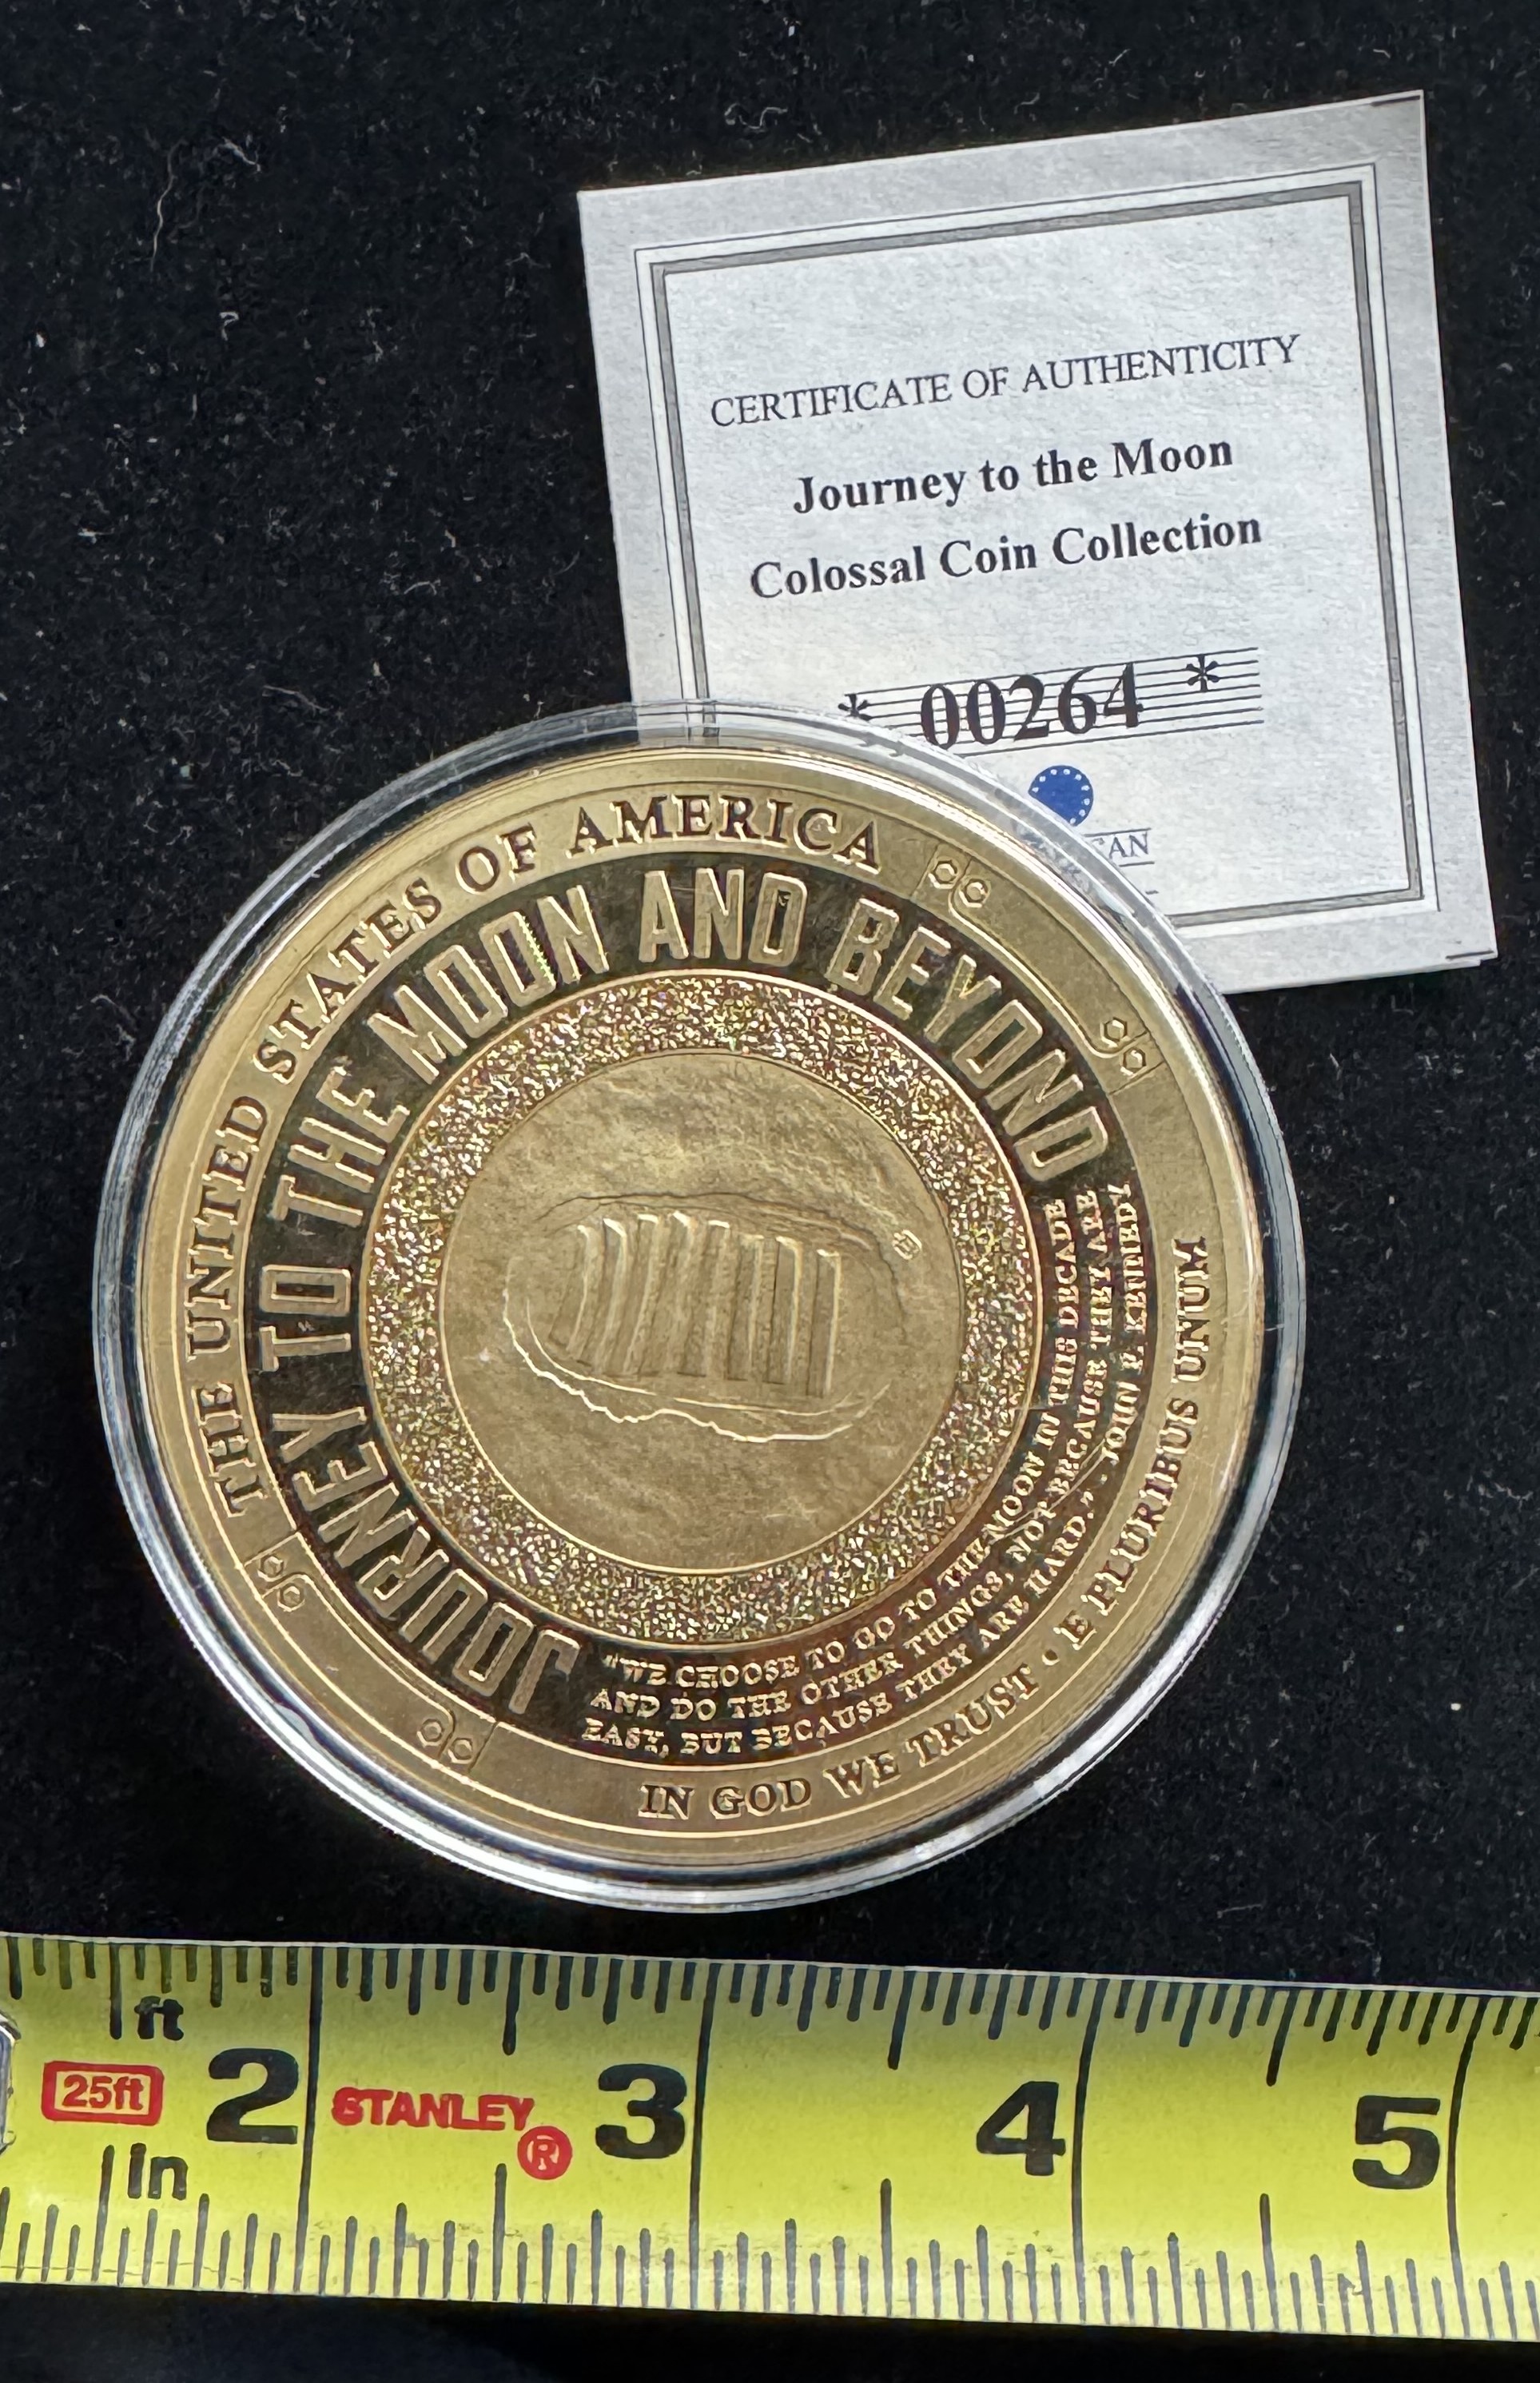 CERTIFICATE OF AUTHENTICITY
Journey to the Moon
Colossal Coin Collection
* 00264 *
CAN
THE UNITED STATES OF AMERICA
JOURNEY TO THE MOON AND BEYOND
"WE CHOOSE TO GO TO THE MOON IN THIS DECADE
AND DO THE OTHER THINGS, NOT BECAUSE THEY ARE
EASY, BUT BECAUSE THEY ARE HARD." - JOHN F. KENNEDY
IN GOD WE TRUST • E PLURIBUS UNUM
ft
25ft 2 STANLEY ® 3 4 5
in